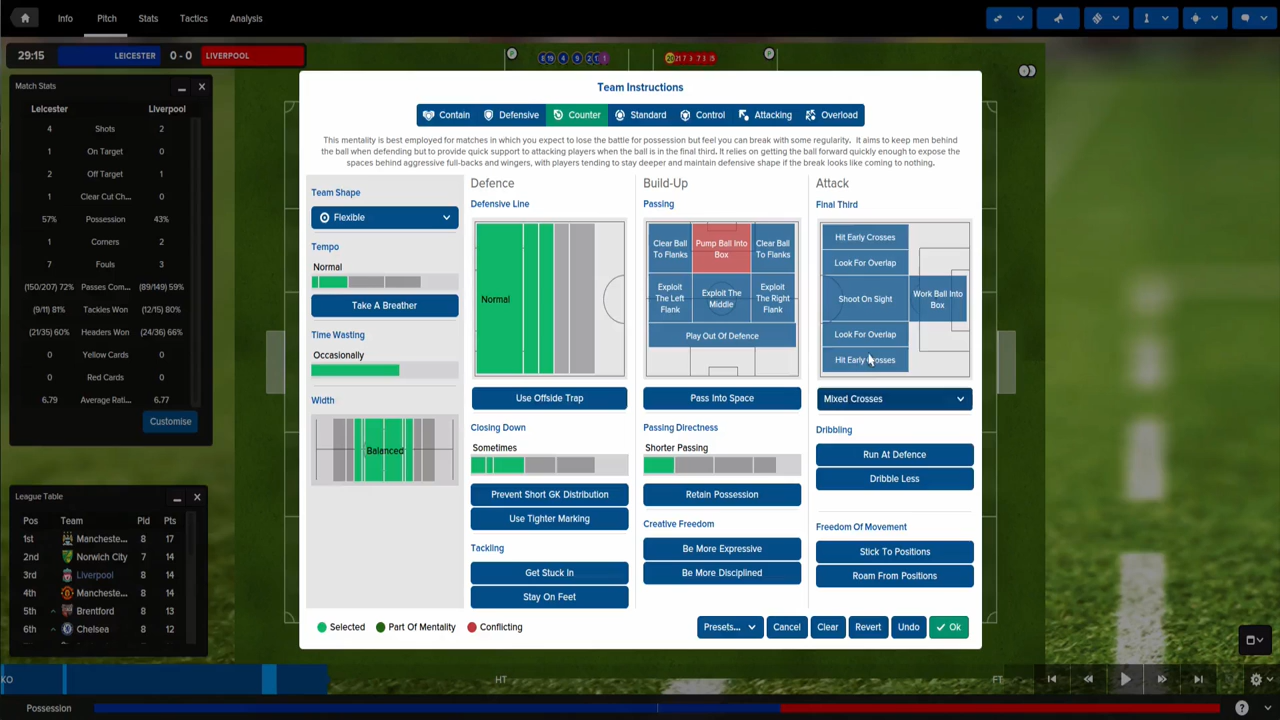 Info Pitch Stats Tactics Analysis
29:15 LEICESTER 0 - 0 LIVERPOOL
Match Stats
Leicester Liverpool
4 Shots 2
1 On Target 0
2 Off Target 1
1 Clear Cut Ch... 0
57% Possession 43%
1 Corners 2
7 Fouls 3
(150/207) 72% Passes Com... (89/149) 59%
(9/11) 81% Tackles Won (12/15) 80%
(21/35) 60% Headers Won (24/36) 66%
0 Yellow Cards 0
0 Red Cards 0
6.79 Average Rati... 6.77
Customise
League Table
Pos Team Pld Pts
1st Mancheste... 8 17
2nd Norwich City 7 14
3rd Liverpool 8 14
4th Mancheste... 8 14
5th Brentford 8 13
6th Chelsea 8 12
Team Instructions
Contain Defensive Counter Standard Control Attacking Overload
This mentality is best employed for matches in which you expect to lose the battle for possession but feel you can break with some regularity. It aims to keep men behind
the ball when defending but to provide quick support to attacking players when the ball is in the final third. It relies on getting the ball forward quickly enough to expose the
spaces behind aggressive full-backs and wingers, with players tending to stay deeper and maintain defensive shape if the break looks like coming to nothing.
Team Shape
Flexible
Tempo
Normal
Take A Breather
Time Wasting
Occasionally
Width
Balanced
Defence
Defensive Line
Normal
Use Offside Trap
Closing Down
Sometimes
Prevent Short GK Distribution
Use Tighter Marking
Tackling
Get Stuck In
Stay On Feet
Build-Up
Passing
Clear Ball To Flanks
Pump Ball Into Box
Clear Ball To Flanks
Exploit The Left Flank
Exploit The Middle
Exploit The Right Flank
Play Out Of Defence
Pass Into Space
Passing Directness
Shorter Passing
Retain Possession
Creative Freedom
Be More Expressive
Be More Disciplined
Attack
Final Third
Hit Early Crosses
Look For Overlap
Shoot On Sight
Work Ball Into Box
Look For Overlap
Hit Early Crosses
Mixed Crosses
Dribbling
Run At Defence
Dribble Less
Freedom Of Movement
Stick To Positions
Roam From Positions
Selected Part Of Mentality Conflicting
Presets... Cancel Clear Revert Undo Ok
KO HT FT
Possession